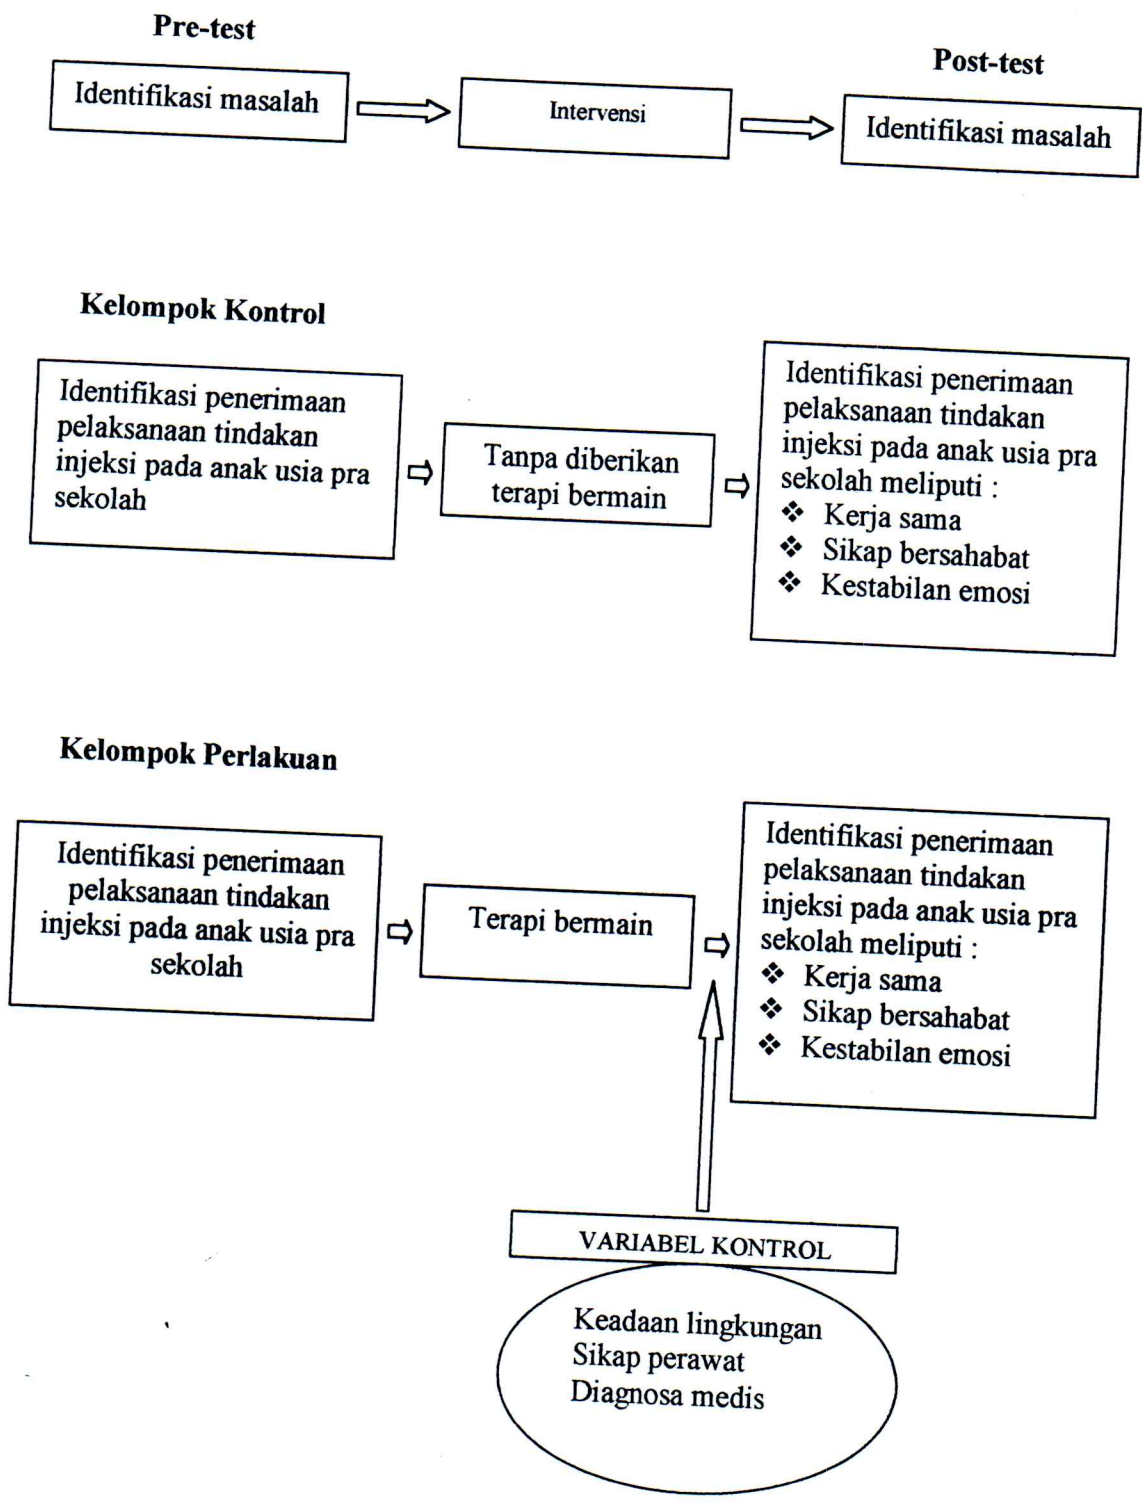 Pre-test
Post-test
Identifikasi masalah
Intervensi
Identifikasi masalah
Kelompok Kontrol
Identifikasi penerimaan
pelaksanaan tindakan
injeksi pada anak usia pra
sekolah
Tanpa diberikan
terapi bermain
Identifikasi penerimaan
pelaksanaan tindakan
injeksi pada anak usia pra
sekolah meliputi :
❖ Kerja sama
❖ Sikap bersahabat
❖ Kestabilan emosi
Kelompok Perlakuan
Identifikasi penerimaan
pelaksanaan tindakan
injeksi pada anak usia pra
sekolah
Terapi bermain
Identifikasi penerimaan
pelaksanaan tindakan
injeksi pada anak usia pra
sekolah meliputi :
❖ Kerja sama
❖ Sikap bersahabat
❖ Kestabilan emosi
VARIABEL KONTROL
Keadaan lingkungan
Sikap perawat
Diagnosa medis